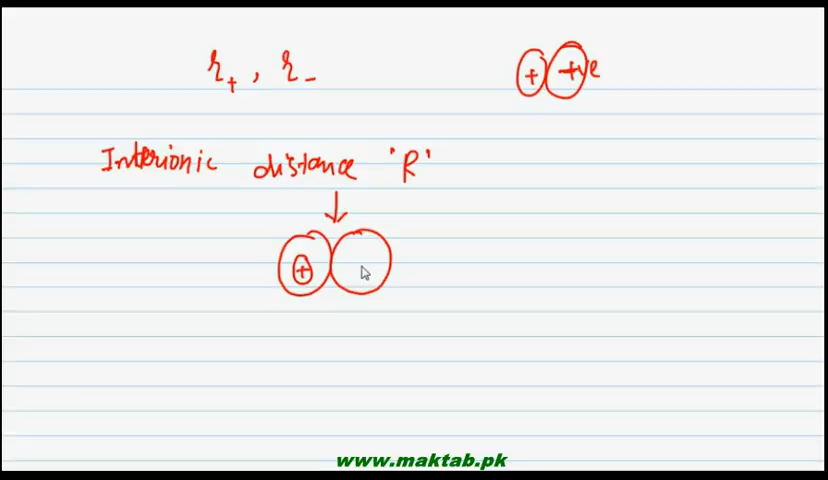 r₊, r₋
+ +ve
Interionic distance 'R'
+
www.maktab.pk